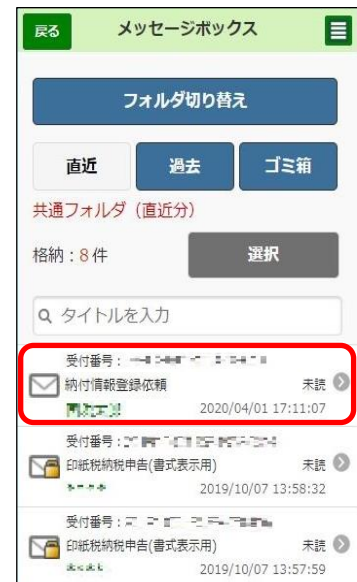 戻る メッセージボックス
フォルダ切り替え
直近 過去 ゴミ箱
共通フォルダ（直近分）
格納：8件 選択
タイトルを入力
受付番号：
納付情報登録依頼 未読
2020/04/01 17:11:07
受付番号：
印紙税納税申告(書式表示用) 未読
2019/10/07 13:58:32
受付番号：
印紙税納税申告(書式表示用) 未読
2019/10/07 13:57:59